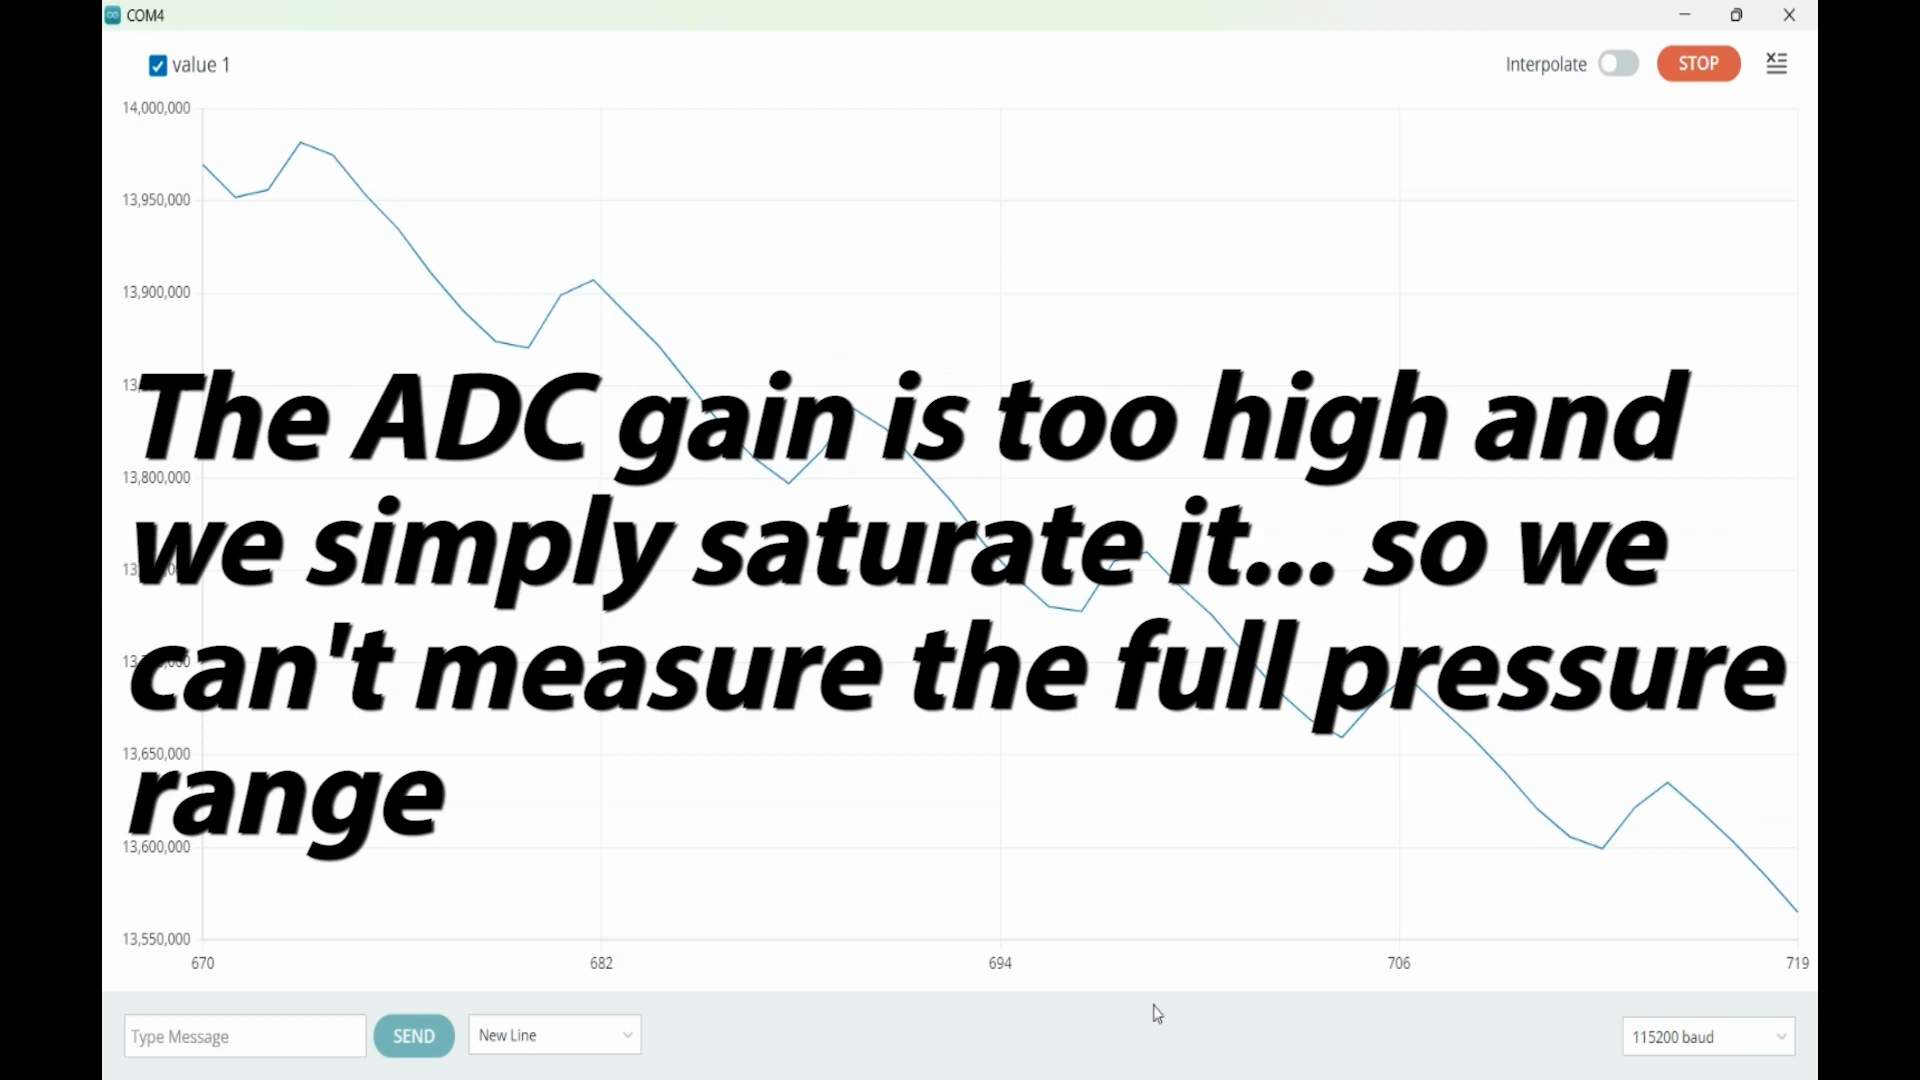 COM4
value 1
Interpolate
STOP
14,000,000
13,950,000
13,900,000
13,800,000
13,650,000
13,600,000
13,550,000
The ADC gain is too high and
we simply saturate it... so we
can't measure the full pressure
range
670 682 694 706 719
Type Message
SEND
New Line
115200 baud